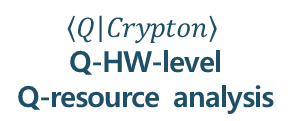 ⟨Q|Crypton⟩
Q-HW-level
Q-resource analysis